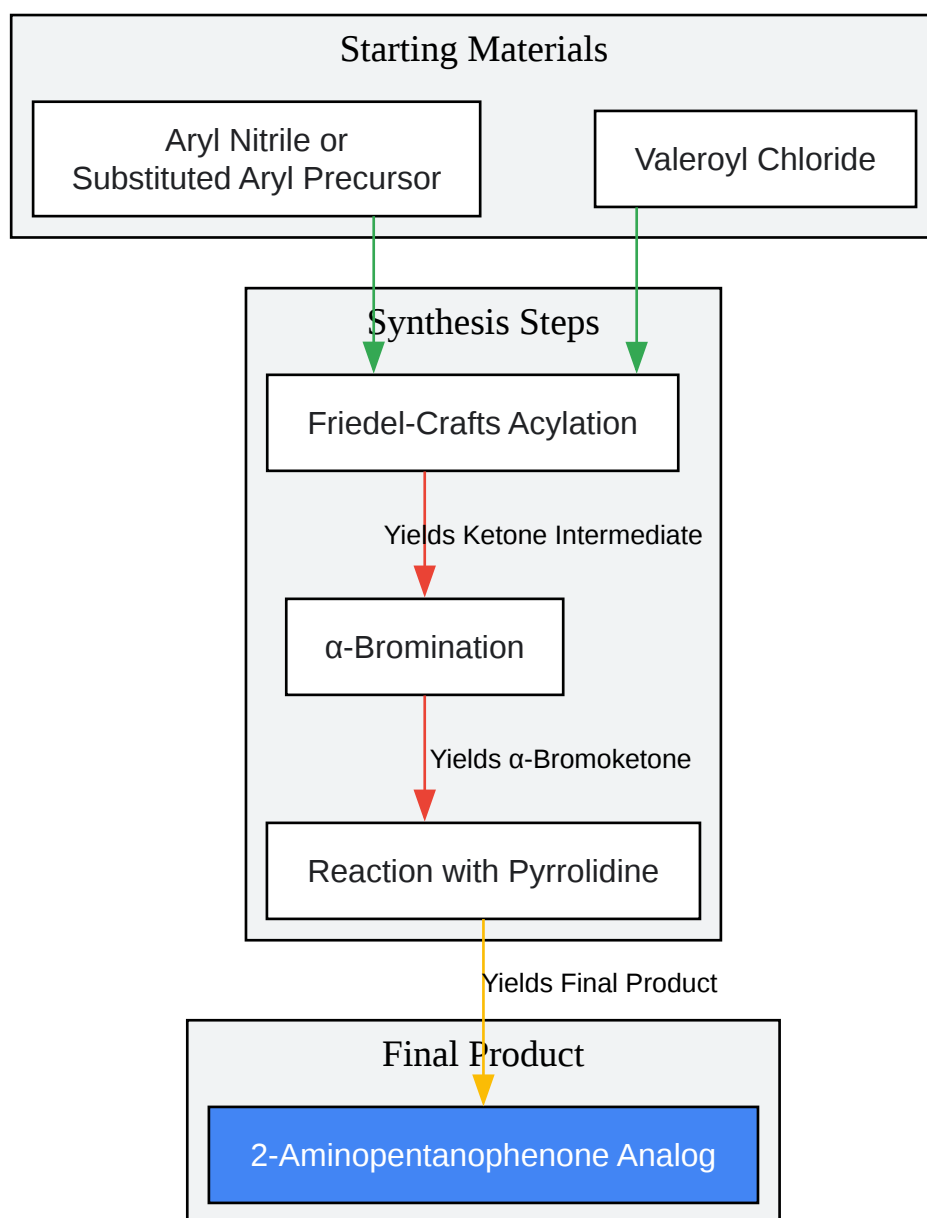 Starting Materials
Aryl Nitrile or
Substituted Aryl Precursor
Valeroyl Chloride
Synthesis Steps
Friedel-Crafts Acylation
Yields Ketone Intermediate
α-Bromination
Yields α-Bromoketone
Reaction with Pyrrolidine
Yields Final Product
Final Product
2-Aminopentanophenone Analog